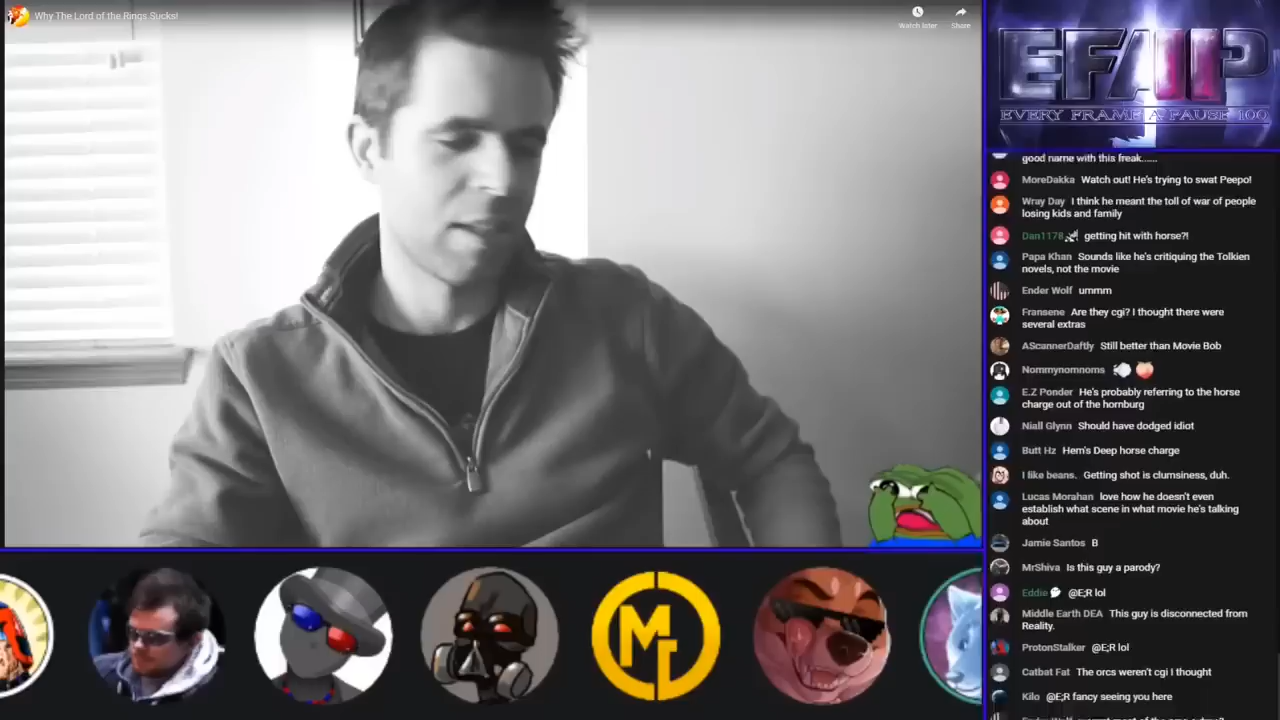 Why The Lord of the Rings Sucks!
Watch later
Share
EFAP
EVERY FRAME A PAUSE 100
good name with this freak......
MoreDakka Watch out! He's trying to swat Peepo!
Wray Day I think he meant the toll of war of people
losing kids and family
Dan1178 getting hit with horse?!
Papa Khan Sounds like he's critiquing the Tolkien
novels, not the movie
Ender Wolf ummm
Fransene Are they cgi? I thought there were
several extras
AScannerDaftly Still better than Movie Bob
Nommynomnoms
E.Z Ponder He's probably referring to the horse
charge out of the hornburg
Niall Glynn Should have dodged idiot
Butt Hz Hem's Deep horse charge
I like beans. Getting shot is clumsiness, duh.
Lucas Morahan love how he doesn't even
establish what scene in what movie he's talking
about
Jamie Santos B
MrShiva Is this guy a parody?
Eddie @E;R lol
Middle Earth DEA This guy is disconnected from
Reality.
ProtonStalker @E;R lol
Catbat Fat The orcs weren't cgi I thought
Kilo @E;R fancy seeing you here